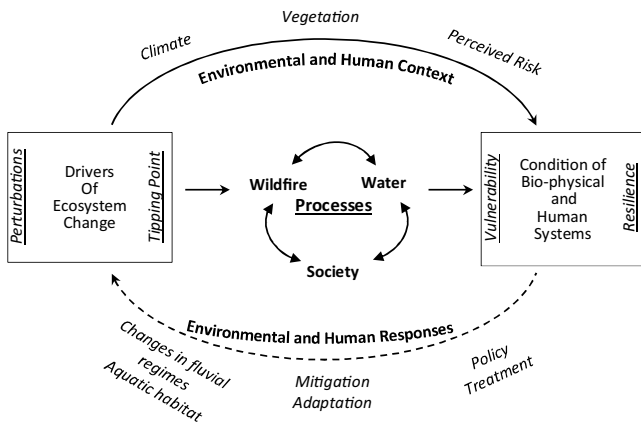 Vegetation
Climate
Perceived Risk
Environmental and Human Context
Perturbations
Drivers
Of
Ecosystem
Change
Tipping Point
Wildfire
Water
Processes
Society
Vulnerability
Condition of
Bio-physical
and
Human
Systems
Resilience
Environmental and Human Responses
Changes in fluvial
regimes
Aquatic habitat
Mitigation
Adaptation
Policy
Treatment